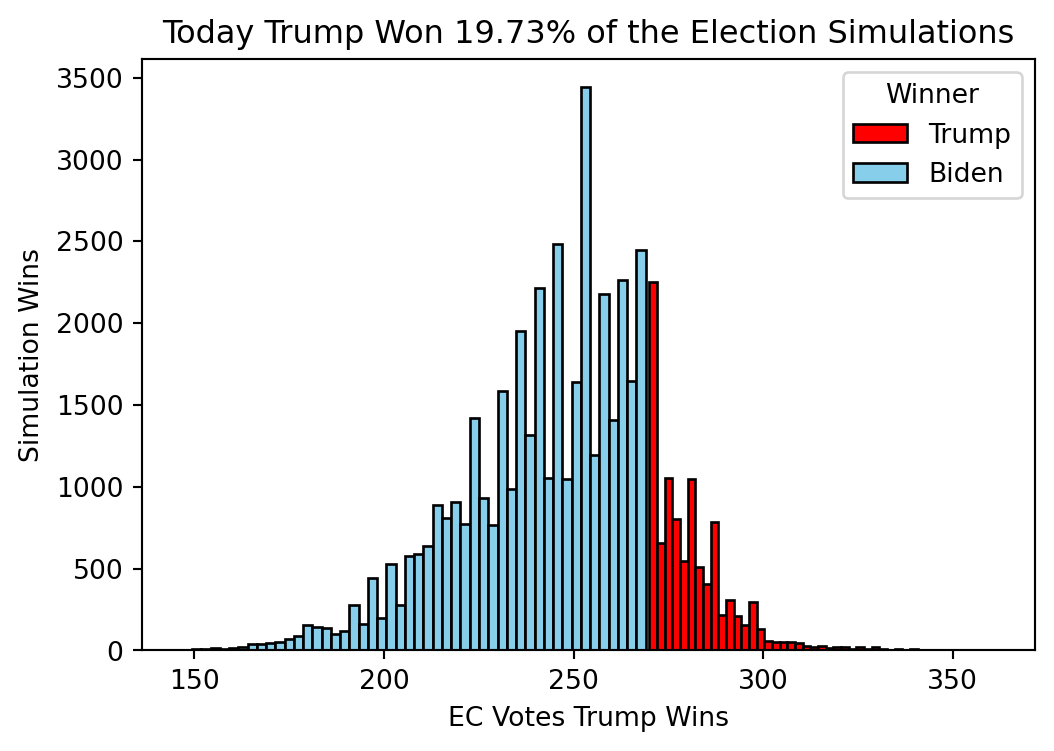 Today Trump Won 19.73% of the Election Simulations
Winner
Trump
Biden
Simulation Wins
3500
3000
2500
2000
1500
1000
500
0
150
200
250
300
350
EC Votes Trump Wins